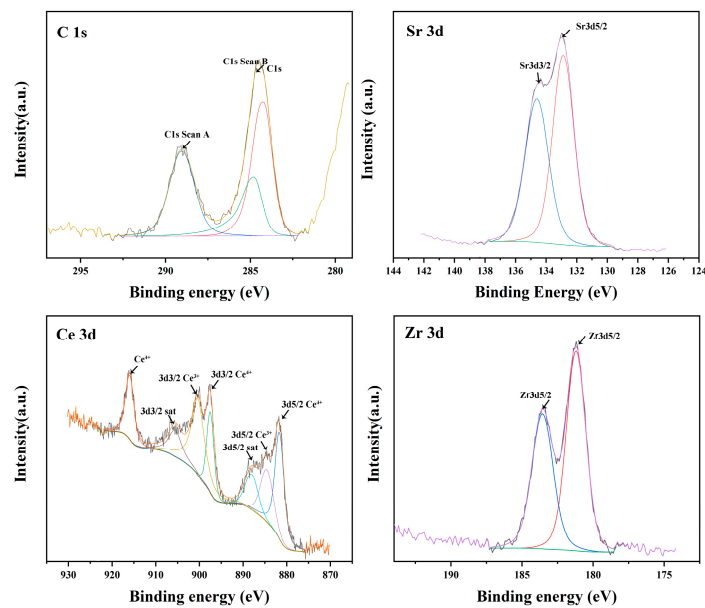 C 1s
C1s Scan B
C1s
C1s Scan A
Intensity(a.u.)
295 290 285 280
Binding energy (eV)
Sr 3d
Sr3d5/2
Sr3d3/2
Intensity (a.u.)
144 142 140 138 136 134 132 130 128 126 124
Binding Energy (eV)
Ce 3d
Ce⁴⁺
3d3/2 Ce⁴⁺
3d3/2 Ce³⁺
3d3/2 sat
3d5/2 Ce⁴⁺
3d5/2 Ce³⁺
3d5/2 sat
Intensity(a.u.)
930 920 910 900 890 880 870
Binding energy (eV)
Zr 3d
Zr3d5/2
Zr3d5/2
Intensity(a.u.)
190 185 180 175
Binding energy (eV)